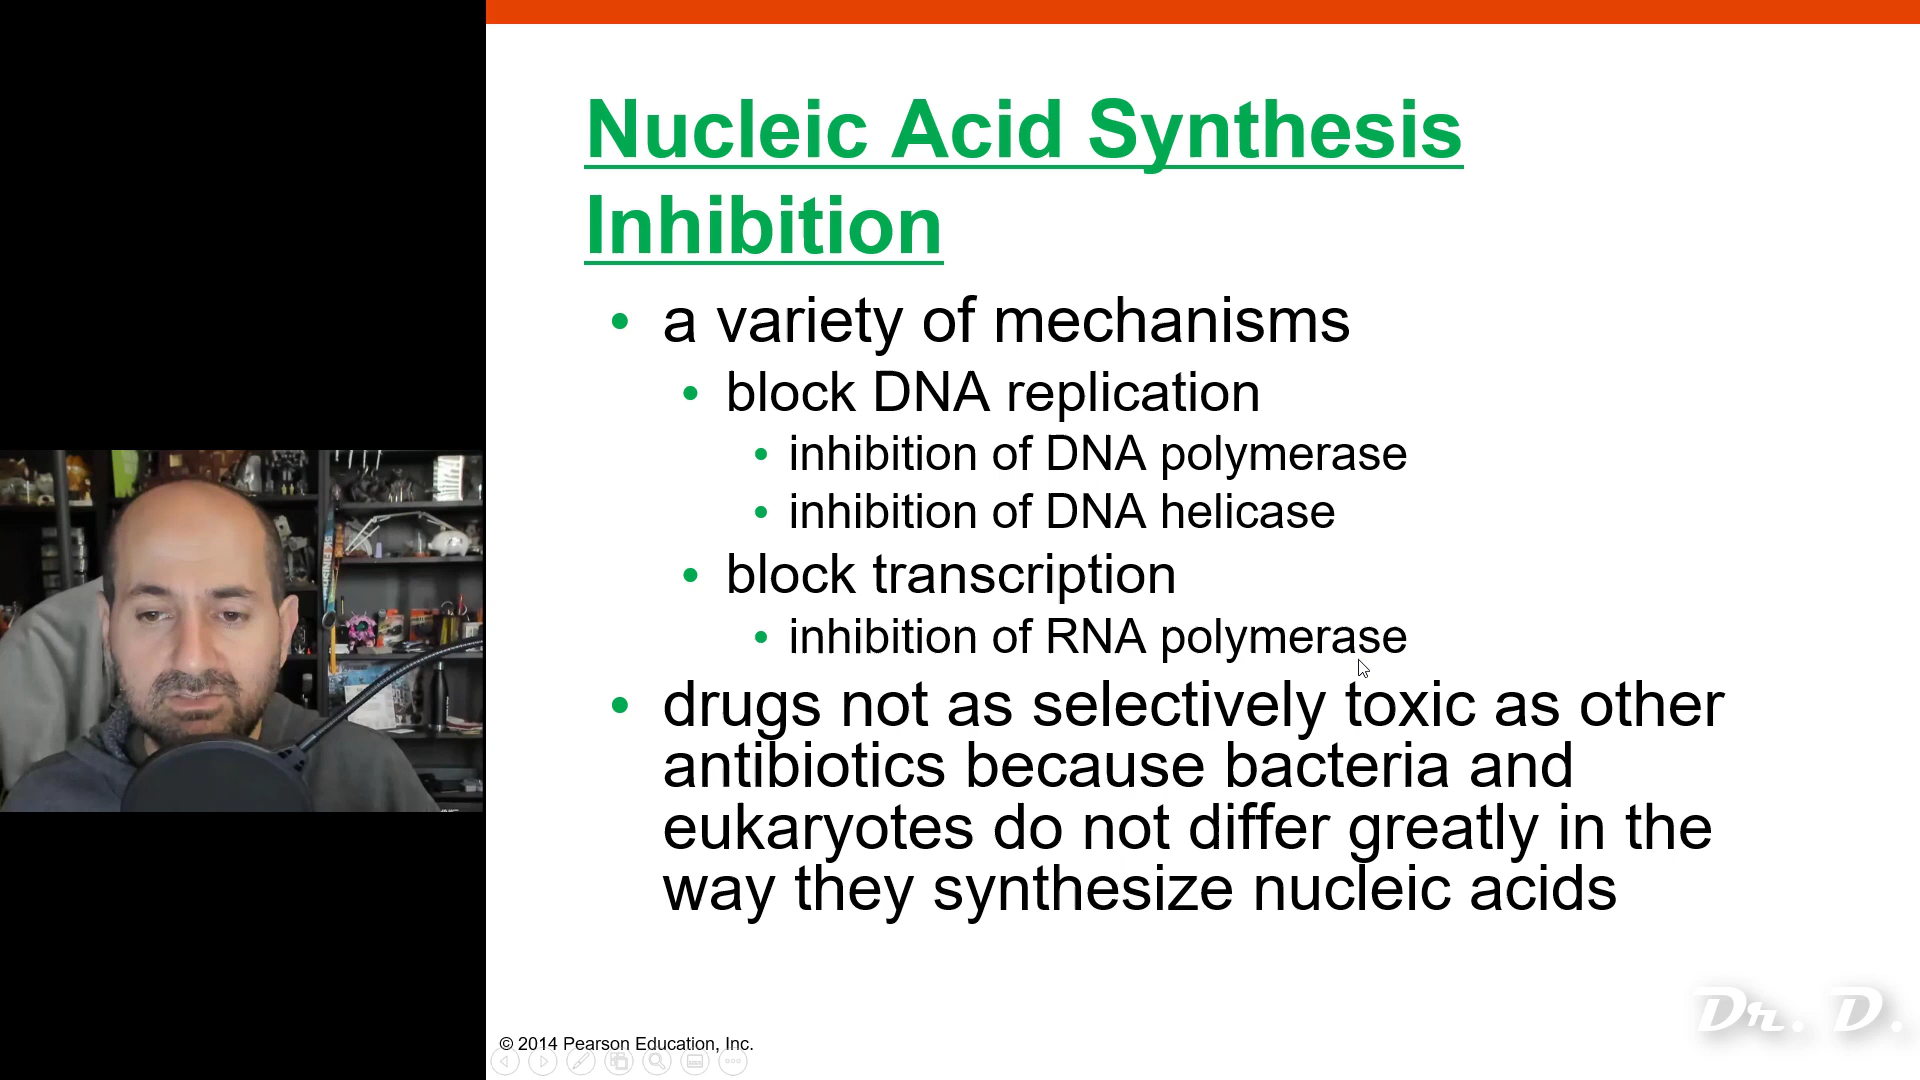 Nucleic Acid Synthesis
Inhibition
• a variety of mechanisms
• block DNA replication
• inhibition of DNA polymerase
• inhibition of DNA helicase
• block transcription
• inhibition of RNA polymerase
• drugs not as selectively toxic as other
antibiotics because bacteria and
eukaryotes do not differ greatly in the
way they synthesize nucleic acids
© 2014 Pearson Education, Inc.
Dr. D.